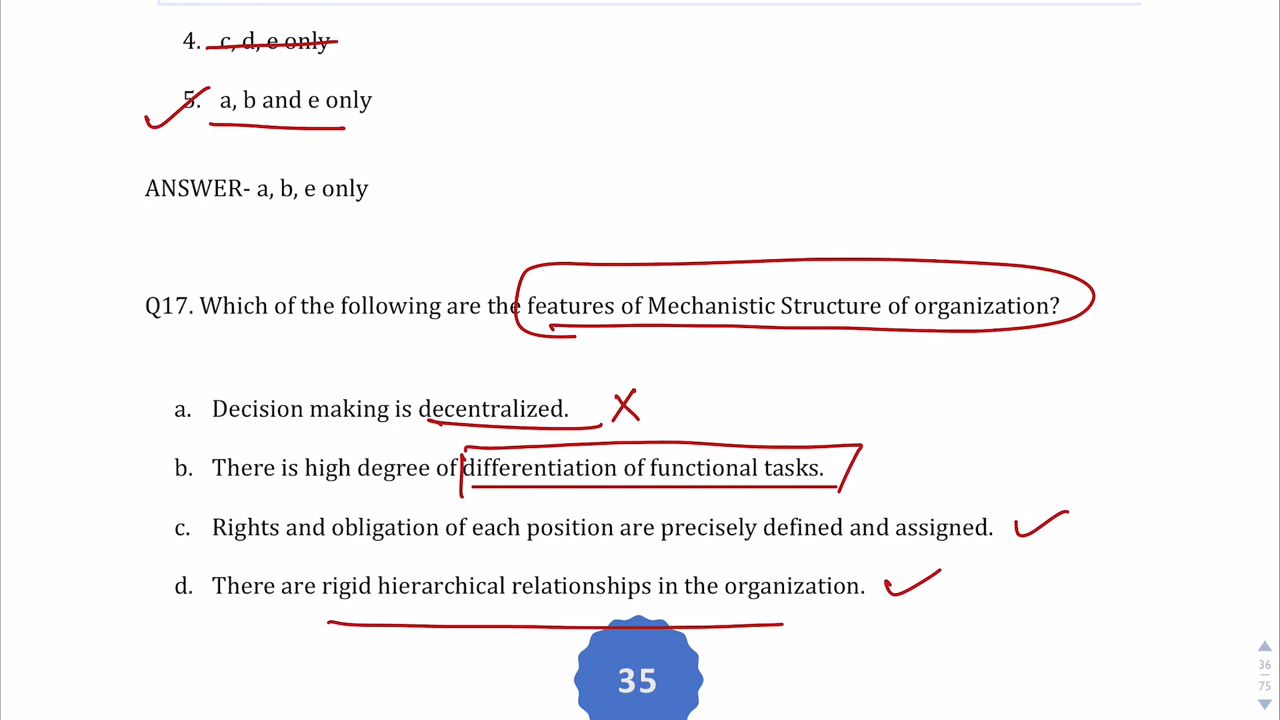 4. c, d, e only
5. a, b and e only
ANSWER- a, b, e only
Q17. Which of the following are the features of Mechanistic Structure of organization?
a. Decision making is decentralized.
b. There is high degree of differentiation of functional tasks.
c. Rights and obligation of each position are precisely defined and assigned.
d. There are rigid hierarchical relationships in the organization.
35
36
75